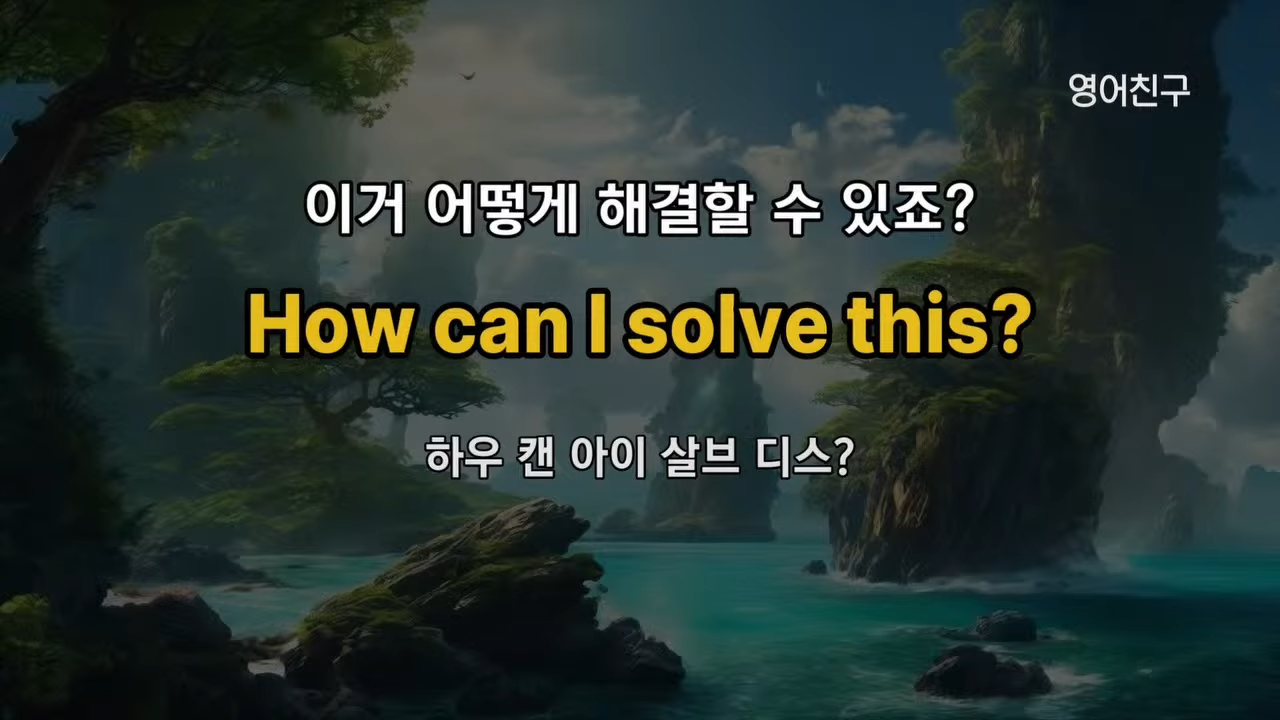 영어친구
이거 어떻게 해결할 수 있죠?
How can I solve this?
하우 캔 아이 살브 디스?